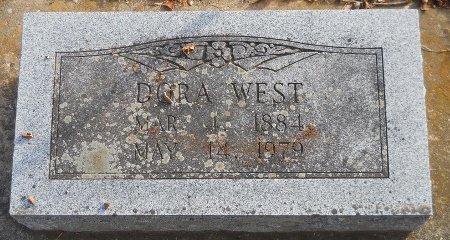 DORA WEST
MAR. 1, 1884
MAY 14, 1979